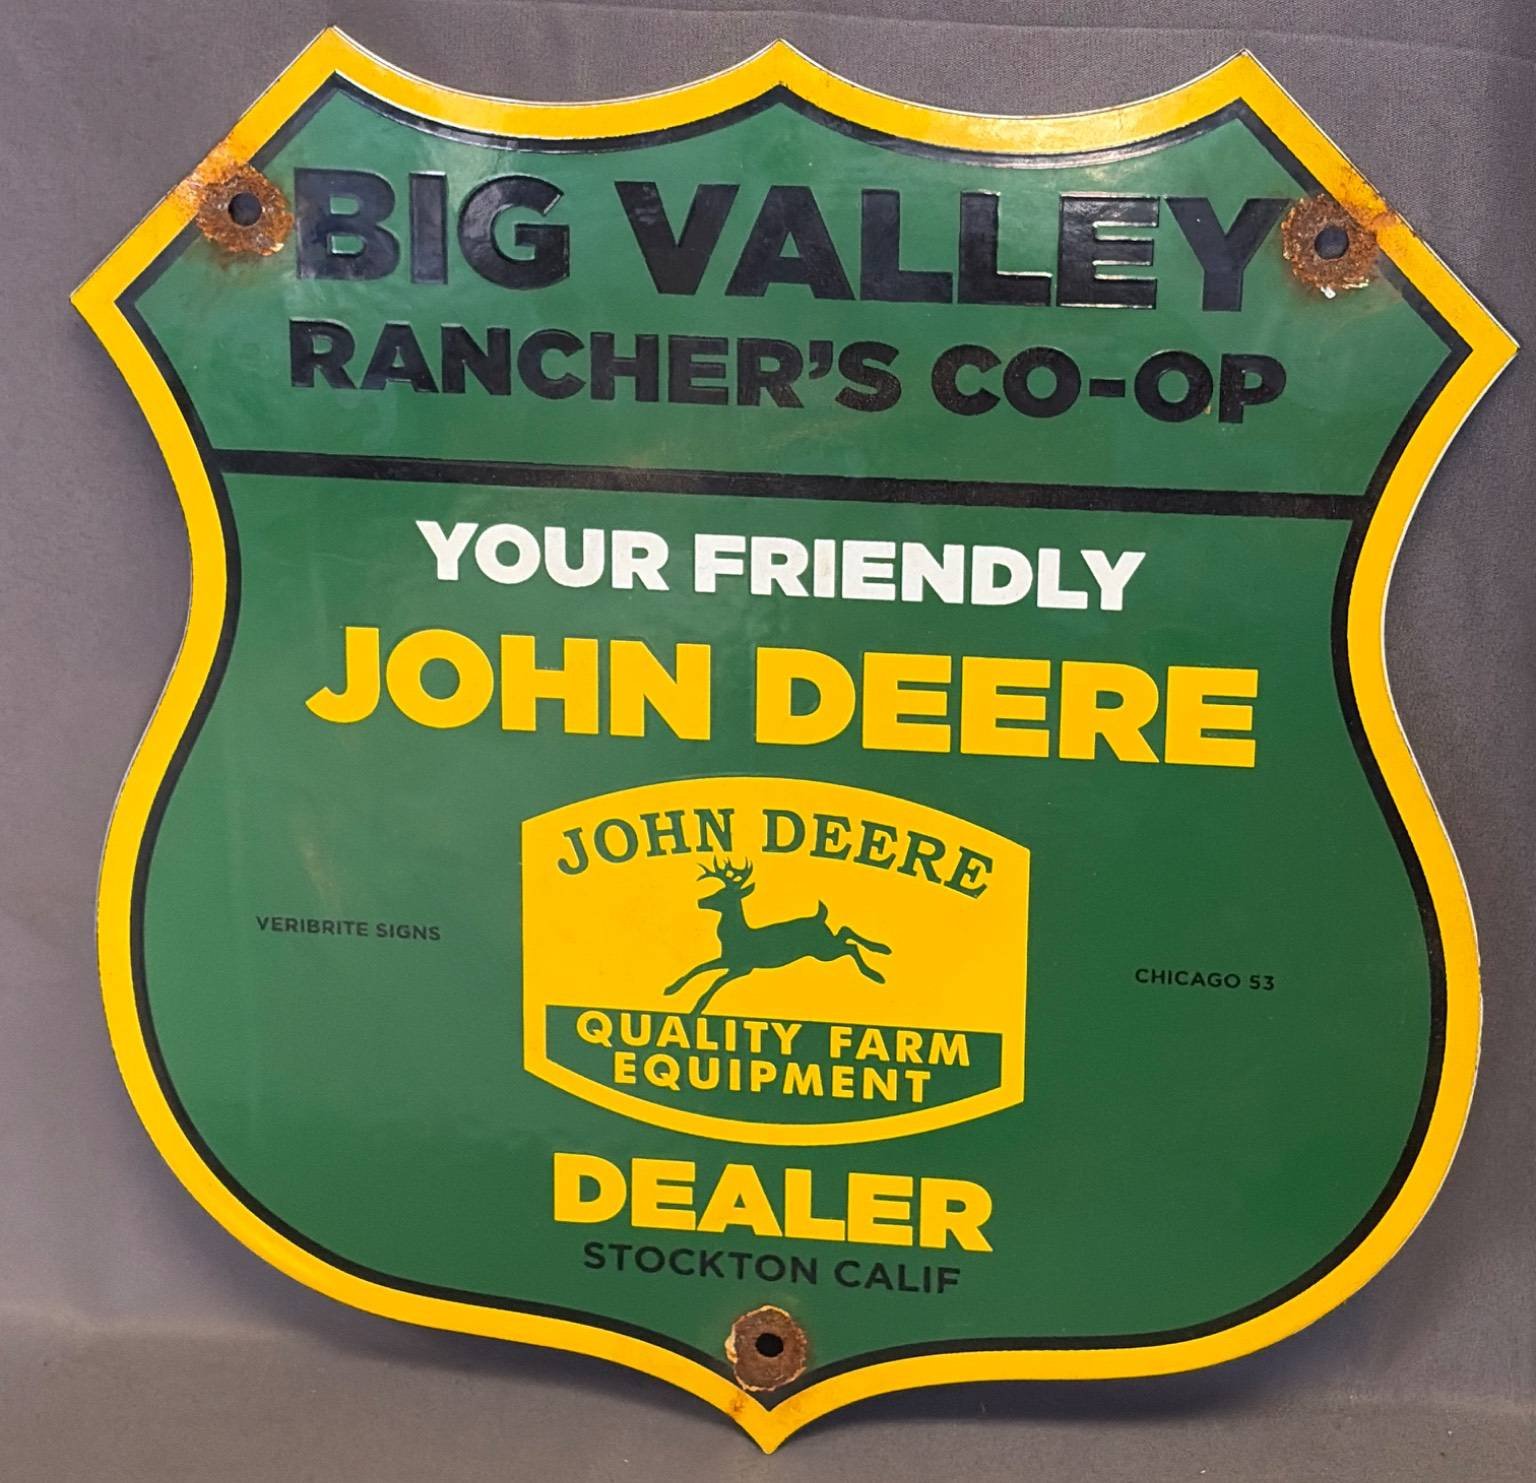 BIG VALLEY
RANCHER'S CO-OP
YOUR FRIENDLY
JOHN DEERE
JOHN DEERE
QUALITY FARM
EQUIPMENT
VERIBRITE SIGNS
CHICAGO 53
DEALER
STOCKTON CALIF